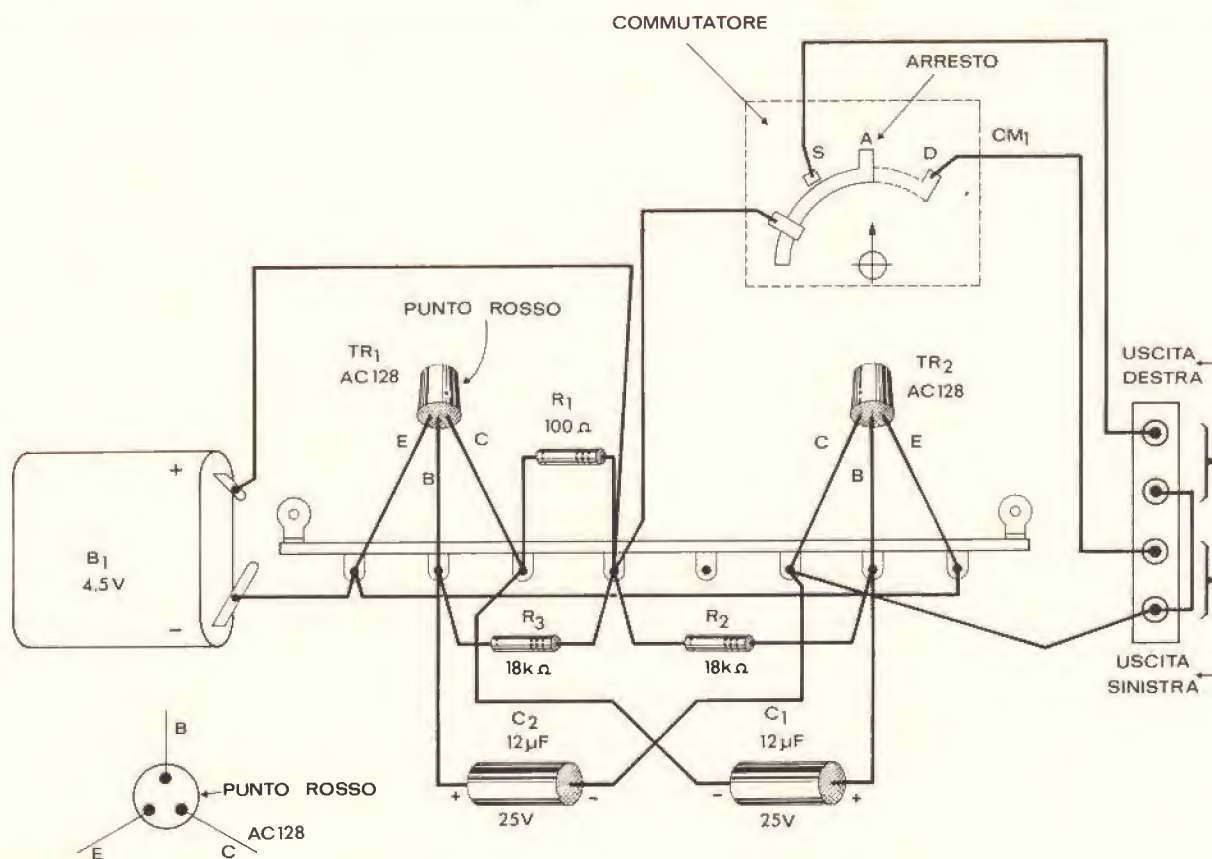 COMMUTATORE
ARRESTO
S
A
D
CM1
PUNTO ROSSO
TR1
AC128
E
B
C
R1
100 Ω
TR2
AC128
C
B
E
USCITA
DESTRA
+
B1
4,5V
−
R3
18kΩ
R2
18kΩ
USCITA
SINISTRA
C2
12µF
+
-
25V
C1
12µF
-
+
25V
B
PUNTO ROSSO
AC128
E
C